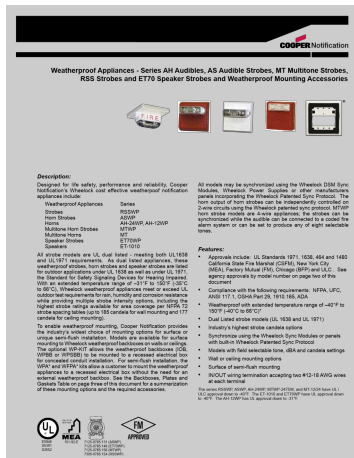 COOPER Notification
Weatherproof Appliances - Series AH Audibles, AS Audible Strobes, MT Multitone Strobes,
RSS Strobes and ET70 Speaker Strobes and Weatherproof Mounting Accessories
FIRE
Description:
Designed for life safety, performance and reliability, Cooper
Notification's Wheelock cost effective weatherproof notification
appliances include:
Weatherproof Appliances Series
Strobes RSSWP
Horn Strobes ASWP
Horns AH-24WP, AH-12WP
Multitone Horn Strobes MTWP
Multitone Horns MT
Speaker Strobes ET70WP
Speakers ET-1010
All strobe models are UL dual listed - meeting both UL1638
and UL1971 requirements. As dual listed appliances, these
weatherproof strobes, horn strobes and speaker strobes are listed
for outdoor applications under UL 1638 as well as under UL 1971,
the Standard for Safety Signaling Devices for Hearing Impaired.
With an extended temperature range of –31°F to 150°F (-35°C
to 66°C), Wheelock weatherproof appliances meet or exceed UL
outdoor test requirements for rain, humidity and corrosion resistance
while providing multiple strobe intensity options, including the
highest strobe ratings available for area coverage per NFPA 72
strobe spacing tables (up to 185 candela for wall mounting and 177
candela for ceiling mounting).
To enable weatherproof mounting, Cooper Notification provides
the industry's widest choice of mounting options for surface or
unique semi-flush installation. Models are available for surface
mounting to Wheelock weatherproof backboxes on walls or ceilings.
The optional WP-KIT allows the weatherproof backboxes (IOB,
WPBB or WPSBB) to be mounted to a recessed electrical box
for concealed conduit installation. For semi-flush installation, the
WPA* and WFPA* kits allow a customer to mount the weatherproof
appliances to a recessed electrical box without the need for an
external weatherproof backbox. See the Backboxes, Plates and
Gaskets Table on page three of this document for a summarization
of these mounting options and the required accessories.
All models may be synchronized using the Wheelock DSM Sync
Modules, Wheelock Power Supplies or other manufacturers
panels incorporating the Wheelock Patented Sync Protocol. The
horn output of horn strobes can be independently controlled on
2-wire circuits using the Wheelock patented sync protocol. MTWP
horn strobe models are 4-wire appliances; the strobes can be
synchronized while the audible can be connected to a coded fire
alarm system or can be set to produce any of eight selectable
tones.
Features:
• Approvals include: UL Standards 1971, 1638, 464 and 1480
California State Fire Marshal (CSFM), New York City
(MEA), Factory Mutual (FM), Chicago (BFP) and ULC. See
agency approvals by model number on page two of this
document
• Compliance with the following requirements: NFPA, UFC,
ANSI 117.1, OSHA Part 29, 1910.165, ADA
• Weatherproof with extended temperature range of –40°F to
150°F (-40°C to 66°C)*
• Dual Listed strobe models (UL 1638 and UL 1971)
• Industry's highest strobe candela options
• Synchronize using the Wheelock Sync Modules or panels
with built-in Wheelock Patented Sync Protocol
• Models with field selectable tone, dBA and candela settings
• Wall or ceiling mounting options
• Surface of semi-flush mounting
• IN/OUT wiring termination accepting two #12-18 AWG wires
at each terminal
MEA
FM
APPROVED